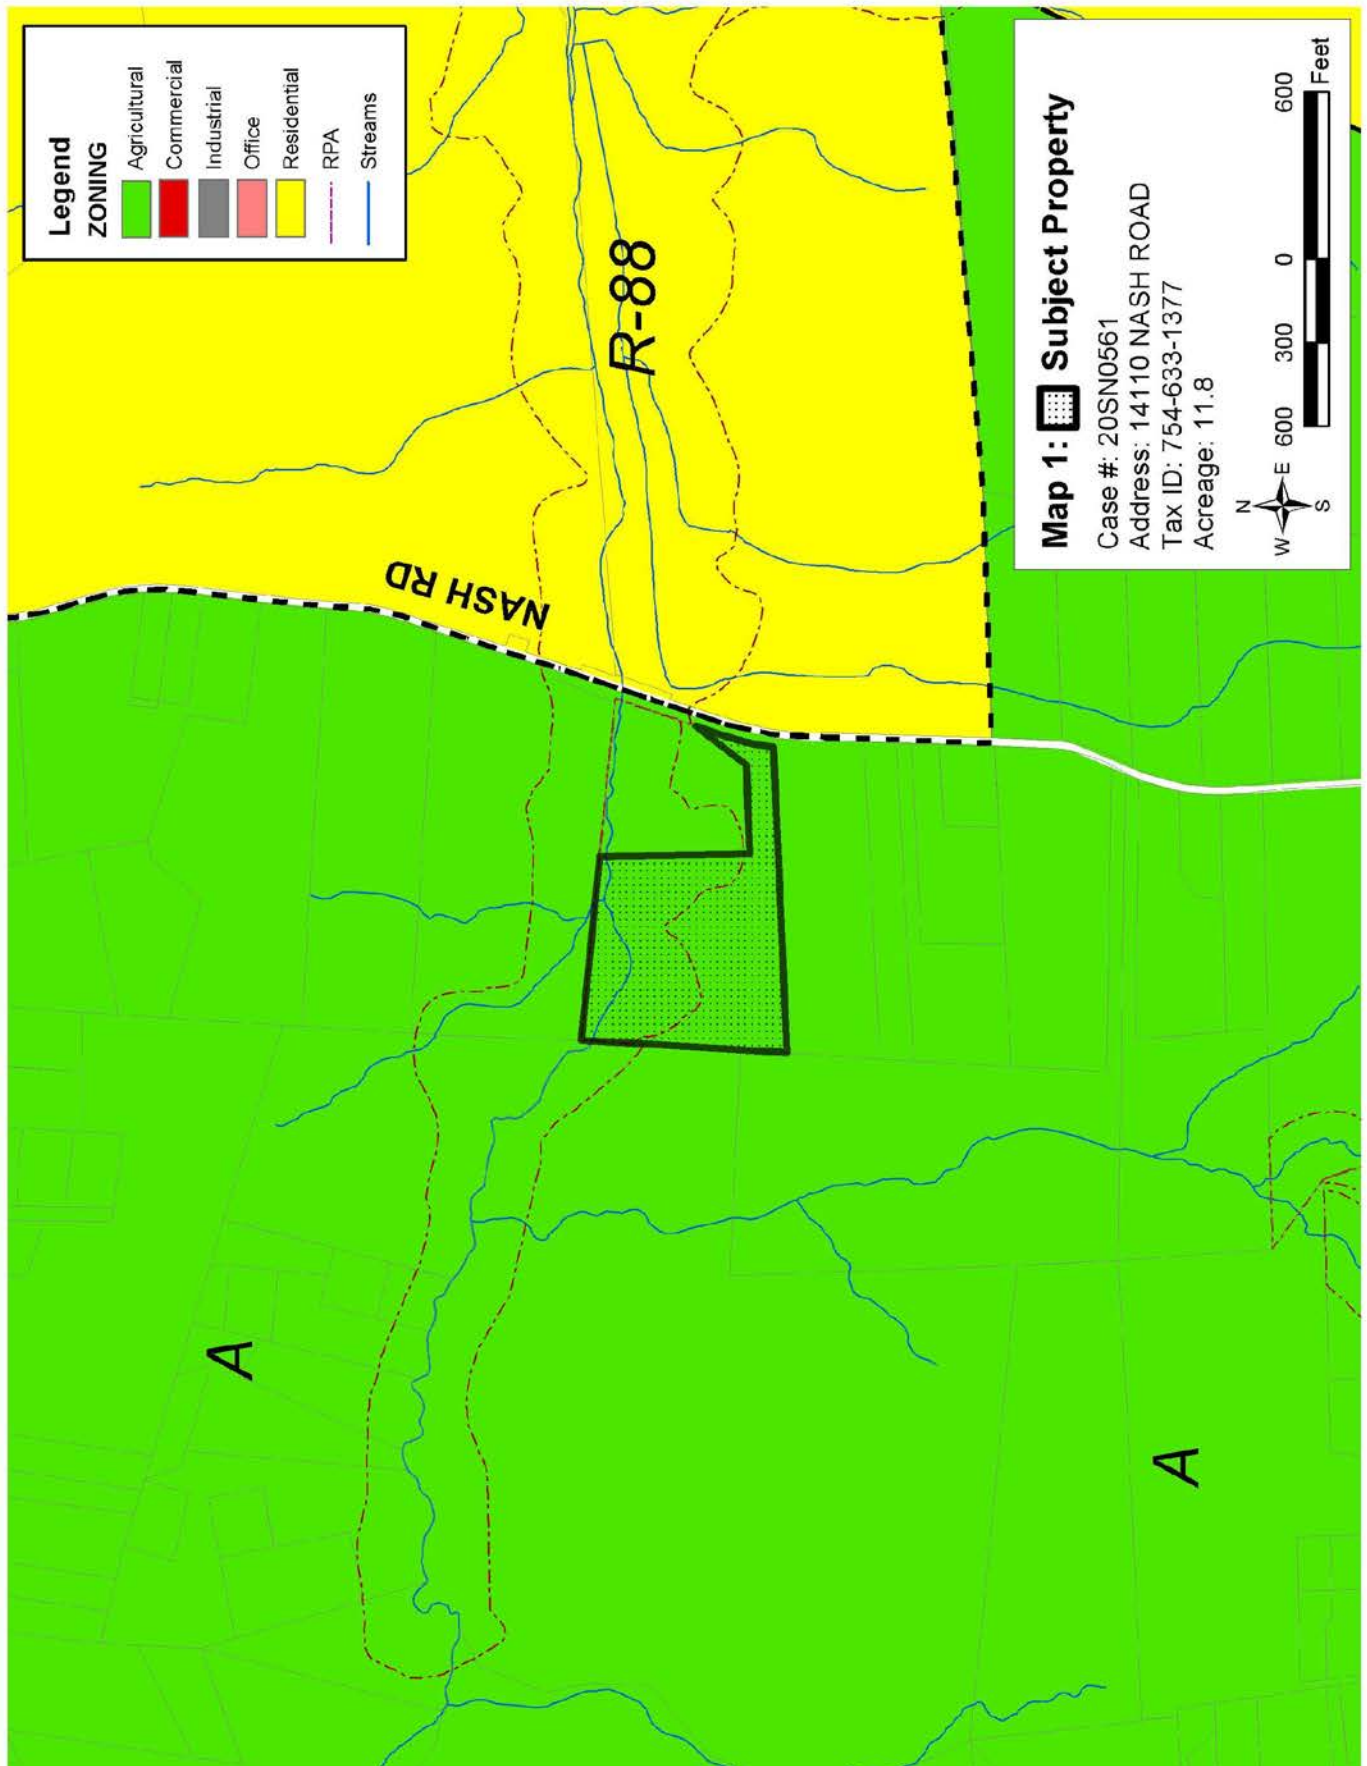 Legend
ZONING
Agricultural
Commercial
Industrial
Office
Residential
RPA
Streams
NASH RD
R-88
A
A
Map 1: Subject Property
Case #: 20SN0561
Address: 14110 NASH ROAD
Tax ID: 754-633-1377
Acreage: 11.8
N
W E
S
600 300 0 600
Feet